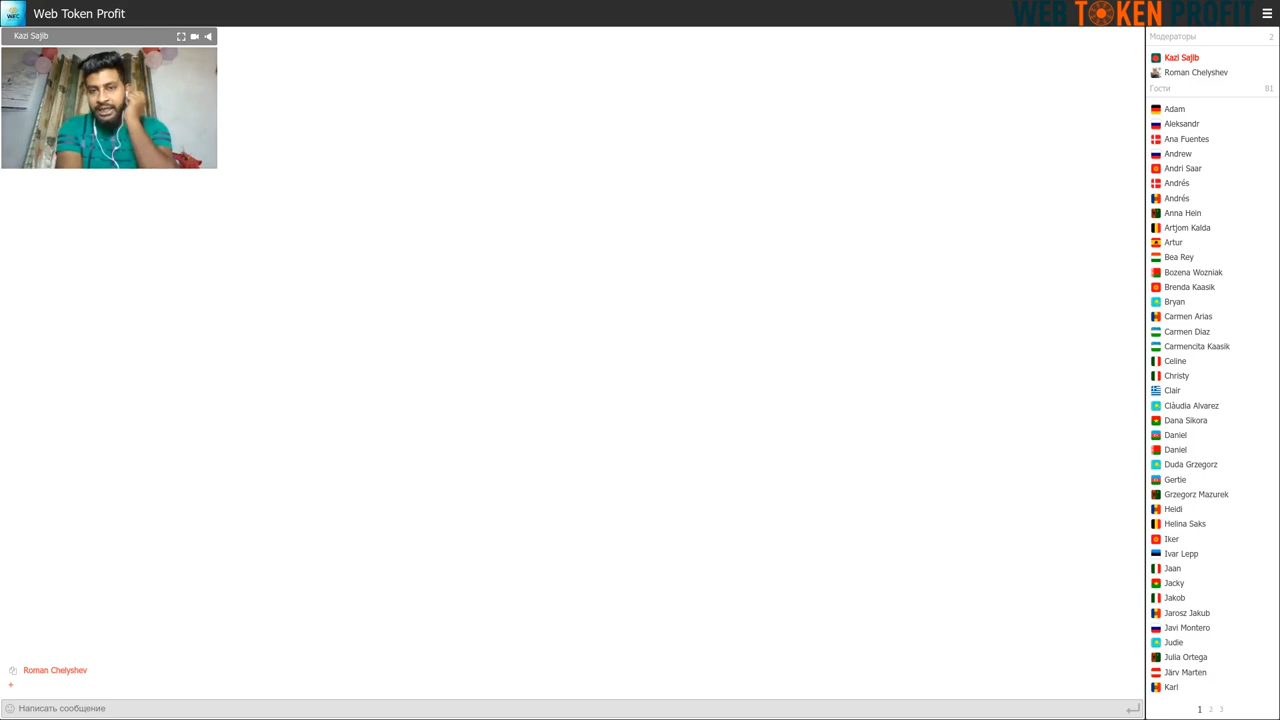 WEC
Web Token Profit
WEB TOKEN PROFIT
Kazi Sajib
Модераторы 2
Kazi Sajib
Roman Chelyshev
Гости 81
Adam
Aleksandr
Ana Fuentes
Andrew
Andri Saar
Andrés
Andrés
Anna Hein
Artjom Kalda
Artur
Bea Rey
Bozena Wozniak
Brenda Kaasik
Bryan
Carmen Arias
Carmen Diaz
Carmencita Kaasik
Celine
Christy
Clair
Clàudia Alvarez
Dana Sikora
Daniel
Daniel
Duda Grzegorz
Gertie
Grzegorz Mazurek
Heidi
Helina Saks
Iker
Ivar Lepp
Jaan
Jacky
Jakob
Jarosz Jakub
Javi Montero
Judie
Julia Ortega
Järv Marten
Karl
1 2 3
Roman Chelyshev
+
Написать сообщение